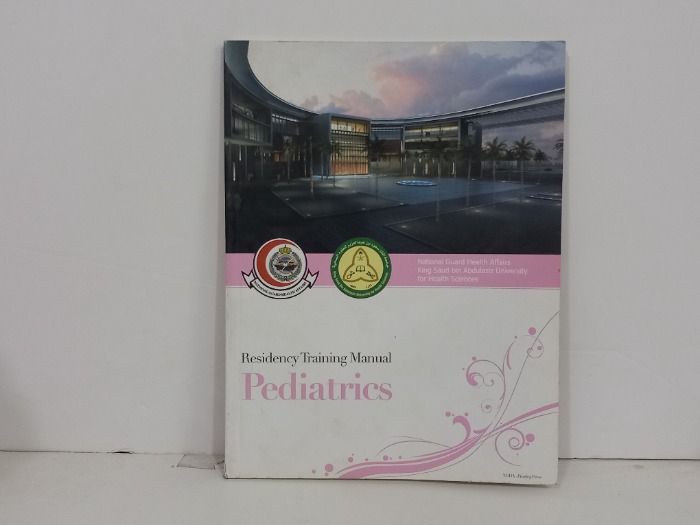 National Guard Health Affairs
King Saud bin Abdulaziz University
for Health Sciences
Residency Training Manual
Pediatrics